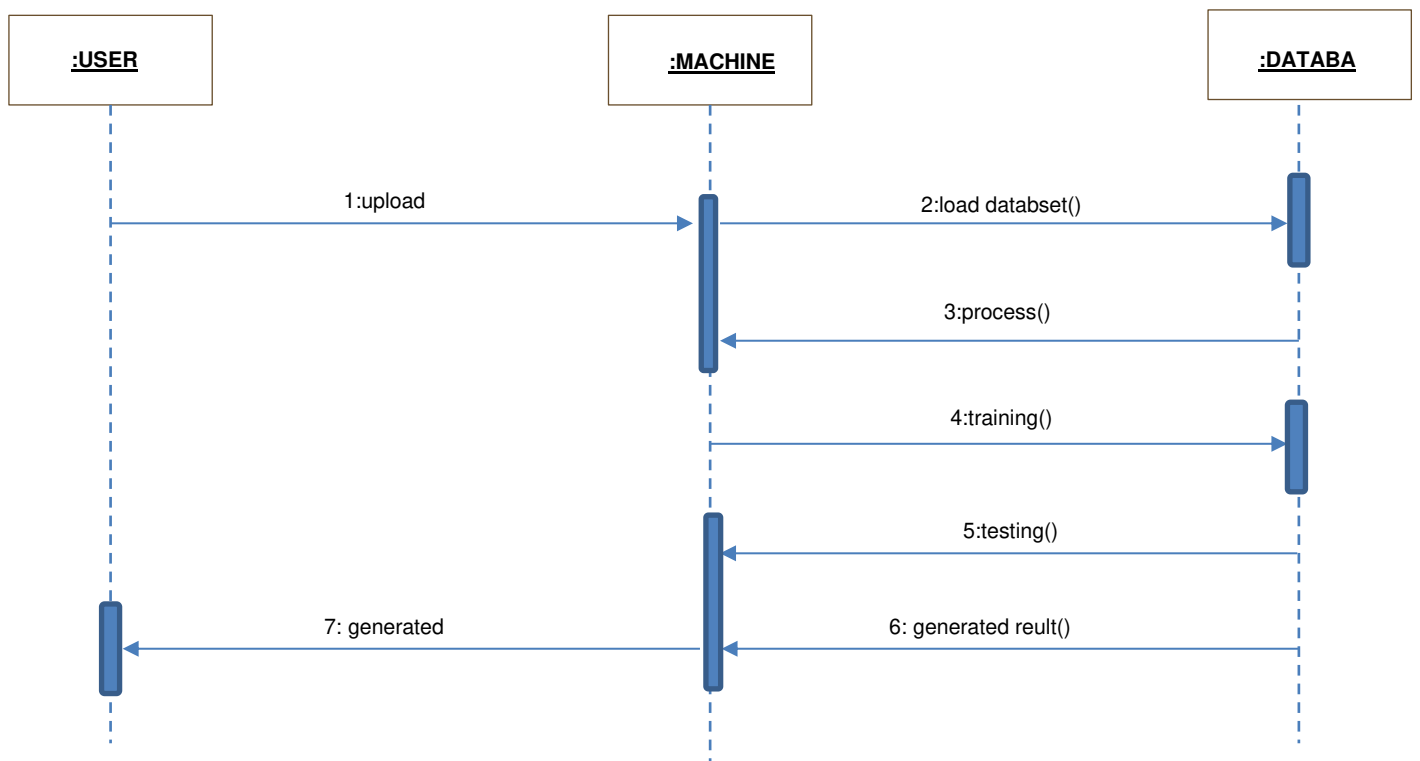 :USER
:MACHINE
:DATABA
1:upload
2:load databset()
3:process()
4:training()
5:testing()
7: generated
6: generated reult()